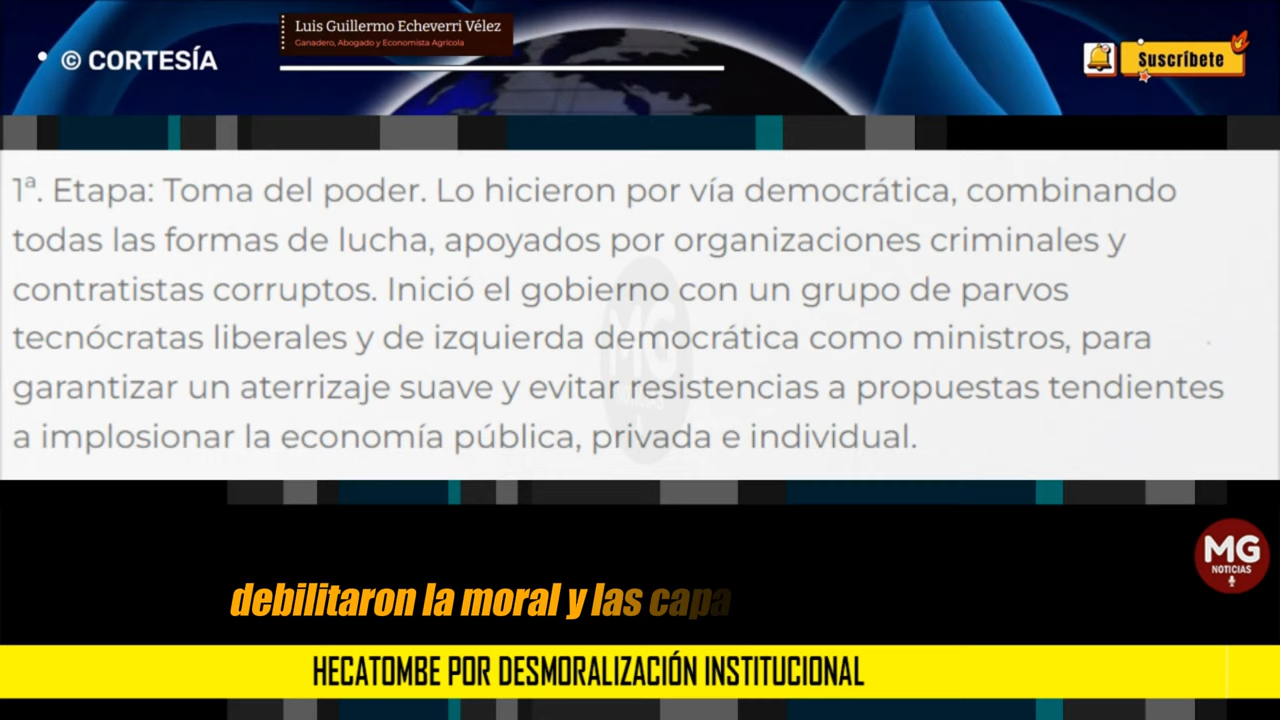 Luis Guillermo Echeverri Vélez
Ganadero, Abogado y Economista Agrícola
© CORTESÍA
Suscríbete
1ª. Etapa: Toma del poder. Lo hicieron por vía democrática, combinando
todas las formas de lucha, apoyados por organizaciones criminales y
contratistas corruptos. Inició el gobierno con un grupo de parvos
tecnócratas liberales y de izquierda democrática como ministros, para
garantizar un aterrizaje suave y evitar resistencias a propuestas tendientes
a implosionar la economía pública, privada e individual.
MG
MG
NOTICIAS
debilitaron la moral y las capa
HECATOMBE POR DESMORALIZACIÓN INSTITUCIONAL